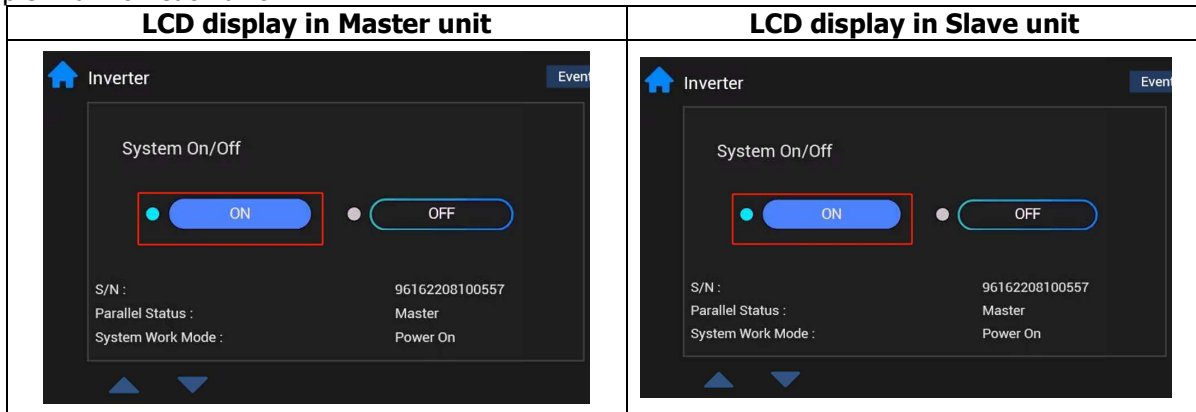 LCD display in Master unit
LCD display in Slave unit
Inverter
Even
System On/Off
ON
OFF
S/N :
96162208100557
Parallel Status :
Master
System Work Mode :
Power On
Inverter
Even
System On/Off
ON
OFF
S/N :
96162208100557
Parallel Status :
Master
System Work Mode :
Power On